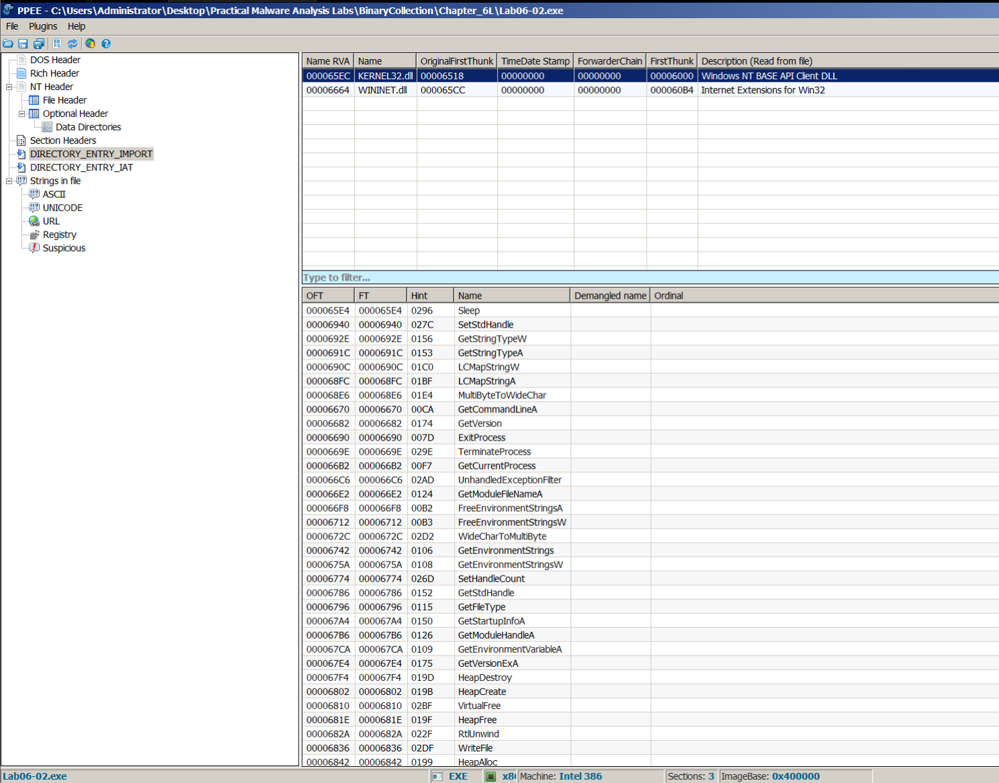 PPEE - C:\Users\Administrator\Desktop\Practical Malware Analysis Labs\BinaryCollection\Chapter_6L\Lab06-02.exe
File Plugins Help
DOS Header
Rich Header
NT Header
File Header
Optional Header
Data Directories
Section Headers
DIRECTORY_ENTRY_IMPORT
DIRECTORY_ENTRY_IAT
Strings in file
ASCII
UNICODE
URL
Registry
Suspicious
Name RVA Name OriginalFirstThunk TimeDate Stamp ForwarderChain FirstThunk Description (Read from file)
000065EC KERNEL32.dll 00006518 00000000 00000000 00006000 Windows NT BASE API Client DLL
00006664 WININET.dll 000065CC 00000000 00000000 000060B4 Internet Extensions for Win32
Type to filter...
OFT FT Hint Name Demangled name Ordinal
000065E4 000065E4 0296 Sleep
00006940 00006940 027C SetStdHandle
0000692E 0000692E 0156 GetStringTypeW
0000691C 0000691C 0153 GetStringTypeA
0000690C 0000690C 01C0 LCMapStringW
000068FC 000068FC 01BF LCMapStringA
000068E6 000068E6 01E4 MultiByteToWideChar
00006670 00006670 00CA GetCommandLineA
00006682 00006682 0174 GetVersion
00006690 00006690 007D ExitProcess
0000669E 0000669E 029E TerminateProcess
000066B2 000066B2 00F7 GetCurrentProcess
000066C6 000066C6 02AD UnhandledExceptionFilter
000066E2 000066E2 0124 GetModuleFileNameA
000066F8 000066F8 00B2 FreeEnvironmentStringsA
00006712 00006712 00B3 FreeEnvironmentStringsW
0000672C 0000672C 02D2 WideCharToMultiByte
00006742 00006742 0106 GetEnvironmentStrings
0000675A 0000675A 0108 GetEnvironmentStringsW
00006774 00006774 026D SetHandleCount
00006786 00006786 0152 GetStdHandle
00006796 00006796 0115 GetFileType
000067A4 000067A4 0150 GetStartupInfoA
000067B6 000067B6 0126 GetModuleHandleA
000067CA 000067CA 0109 GetEnvironmentVariableA
000067E4 000067E4 0175 GetVersionExA
000067F4 000067F4 019D HeapDestroy
00006802 00006802 019B HeapCreate
00006810 00006810 02BF VirtualFree
0000681E 0000681E 019F HeapFree
0000682A 0000682A 022F RtlUnwind
00006836 00006836 02DF WriteFile
00006842 00006842 0199 HeapAlloc
Lab06-02.exe EXE x86 Machine: Intel 386 Sections: 3 ImageBase: 0x400000